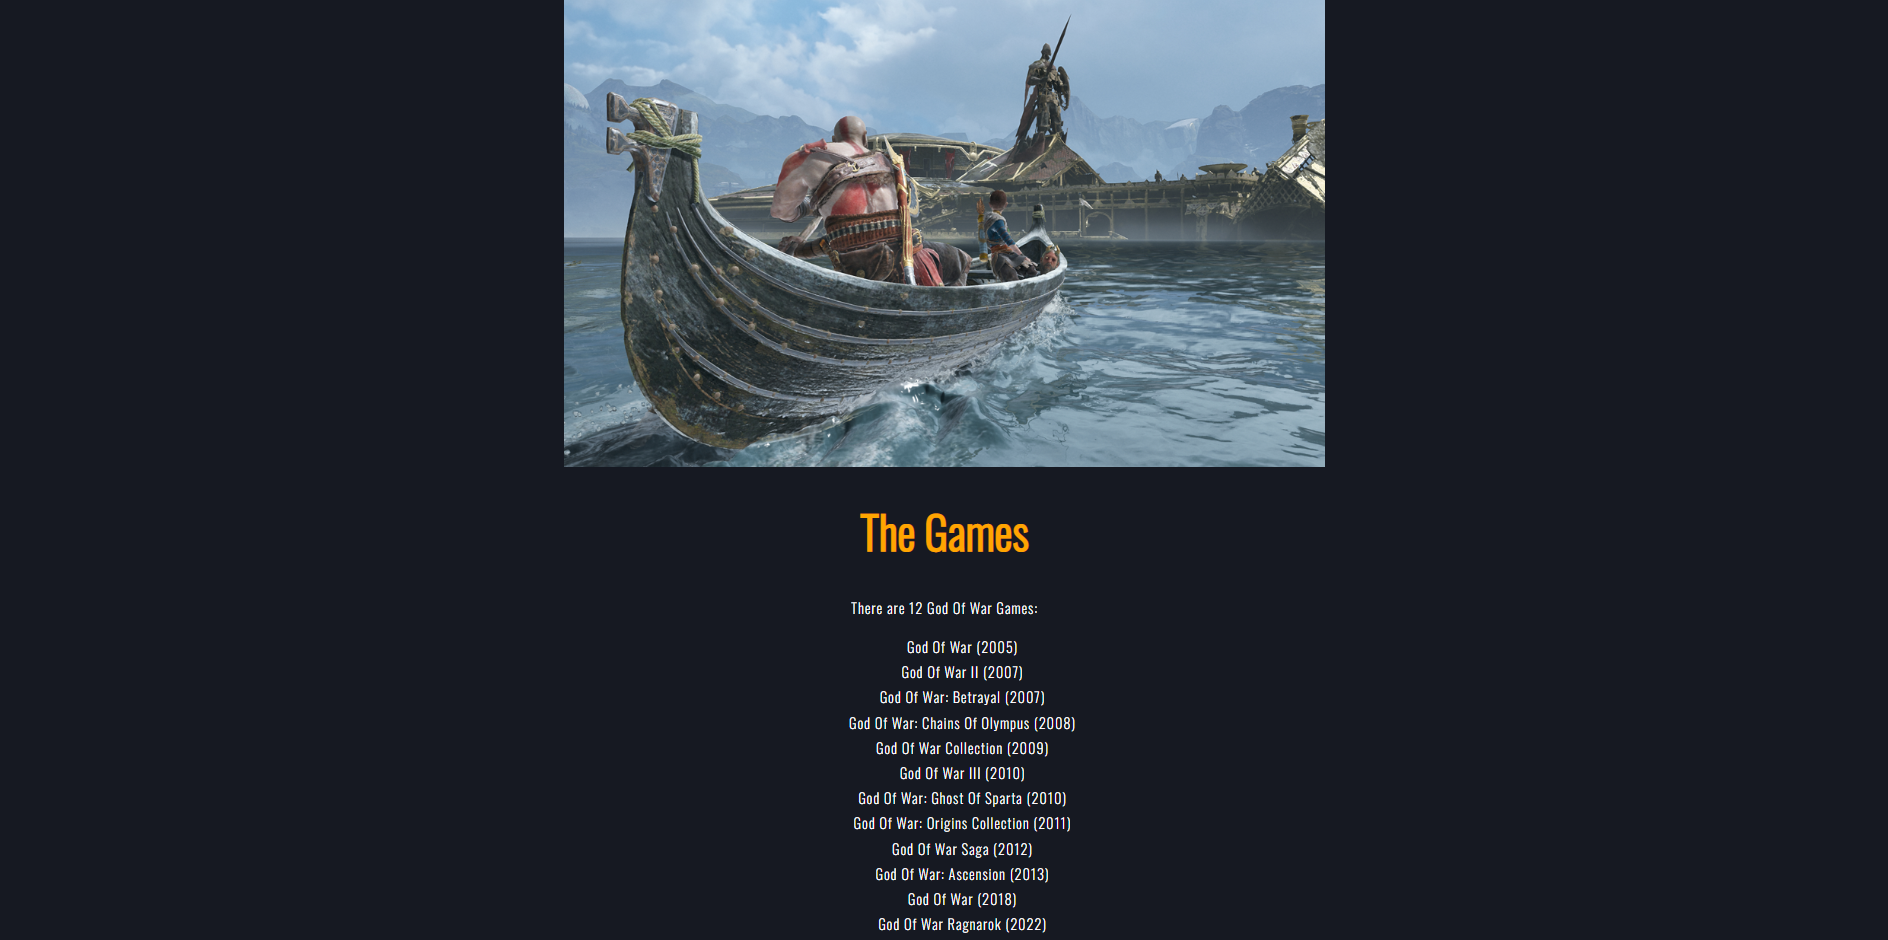 The Games
There are 12 God Of War Games:
God Of War (2005)
God Of War II (2007)
God Of War: Betrayal (2007)
God Of War: Chains Of Olympus (2008)
God Of War Collection (2009)
God Of War III (2010)
God Of War: Ghost Of Sparta (2010)
God Of War: Origins Collection (2011)
God Of War Saga (2012)
God Of War: Ascension (2013)
God Of War (2018)
God Of War Ragnarok (2022)